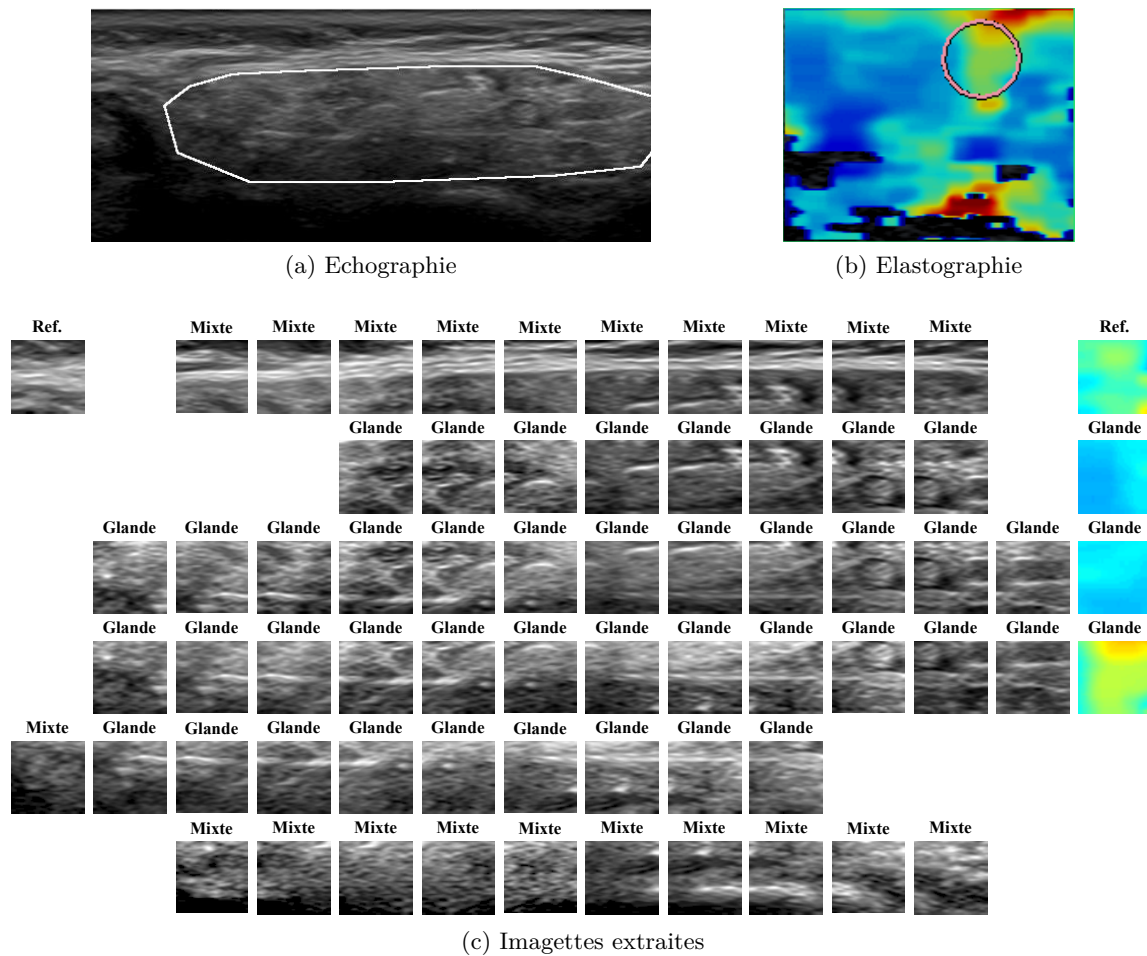 (a) Echographie
(b) Elastographie
Ref. Mixte Mixte Mixte Mixte Mixte Mixte Mixte Mixte Mixte Mixte Ref.
Glande Glande Glande Glande Glande Glande Glande Glande Glande
Glande Glande Glande Glande Glande Glande Glande Glande Glande Glande Glande Glande Glande
Glande Glande Glande Glande Glande Glande Glande Glande Glande Glande Glande Glande Glande
Mixte Glande Glande Glande Glande Glande Glande Glande Glande Glande
Mixte Mixte Mixte Mixte Mixte Mixte Mixte Mixte Mixte Mixte
(c) Imagettes extraites